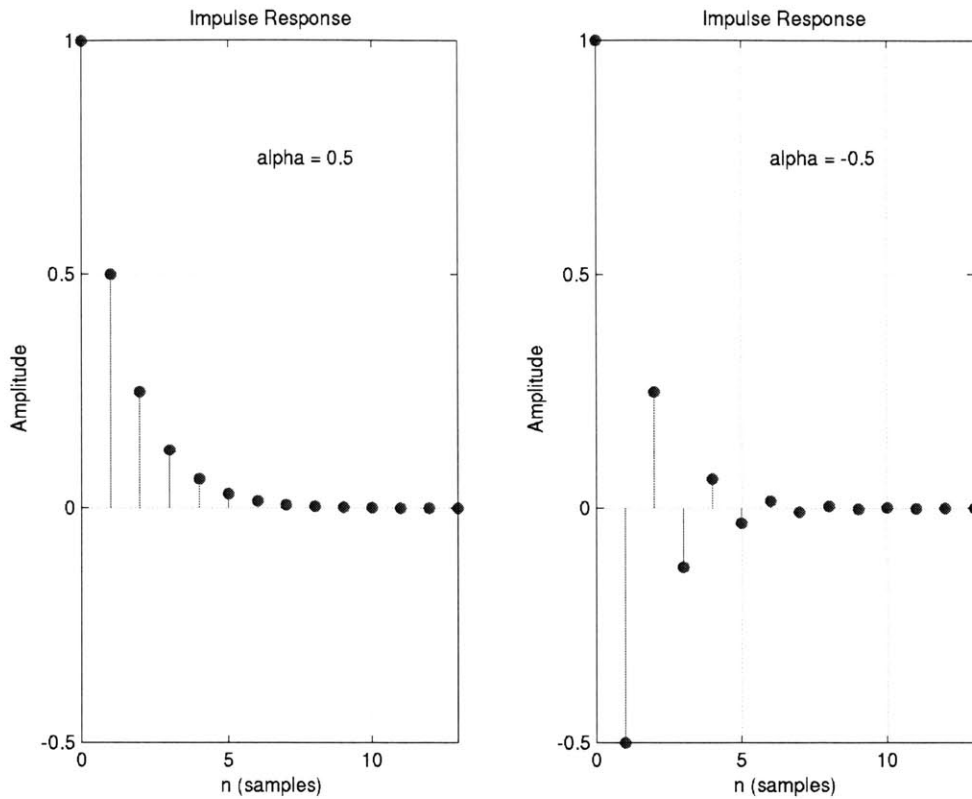 Impulse Response
1
alpha = 0.5
0.5
Amplitude
0
-0.5
0 5 10
n (samples)
Impulse Response
1
alpha = -0.5
0.5
Amplitude
0
-0.5
0 5 10
n (samples)